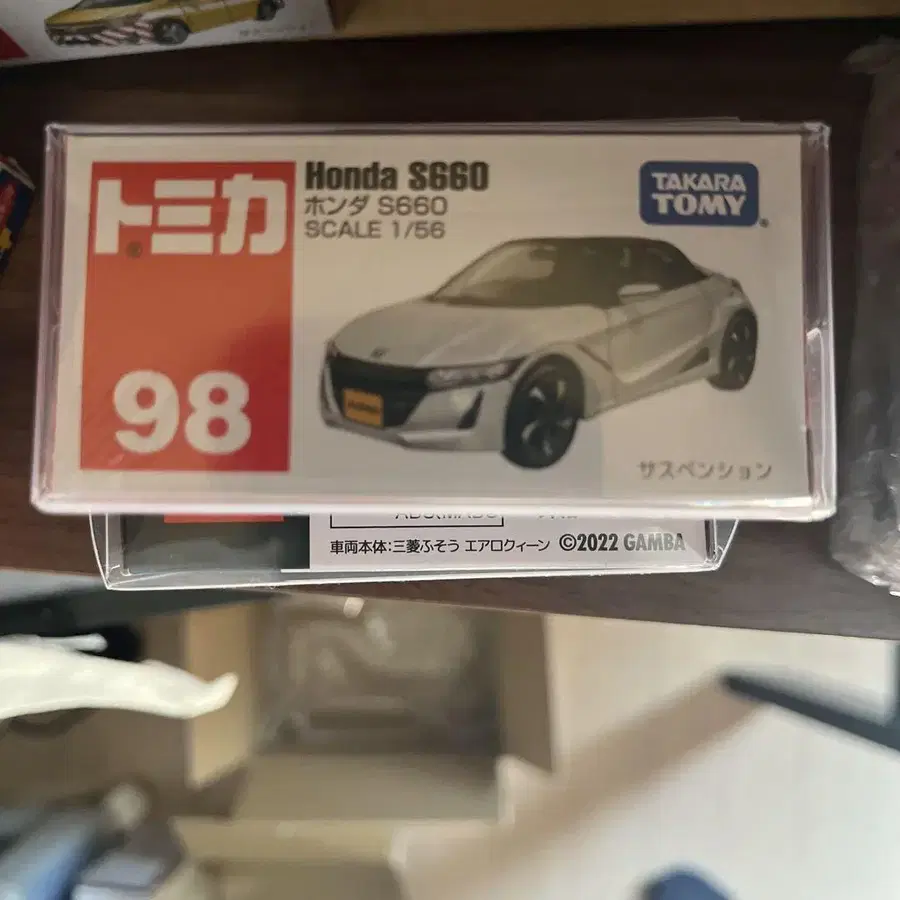 トミカ
98
Honda S660
ホンダ S660
SCALE 1/56
TAKARA
TOMY
サスペンション
車両本体:三菱ふそう エアロクィーン ©2022 GAMBA